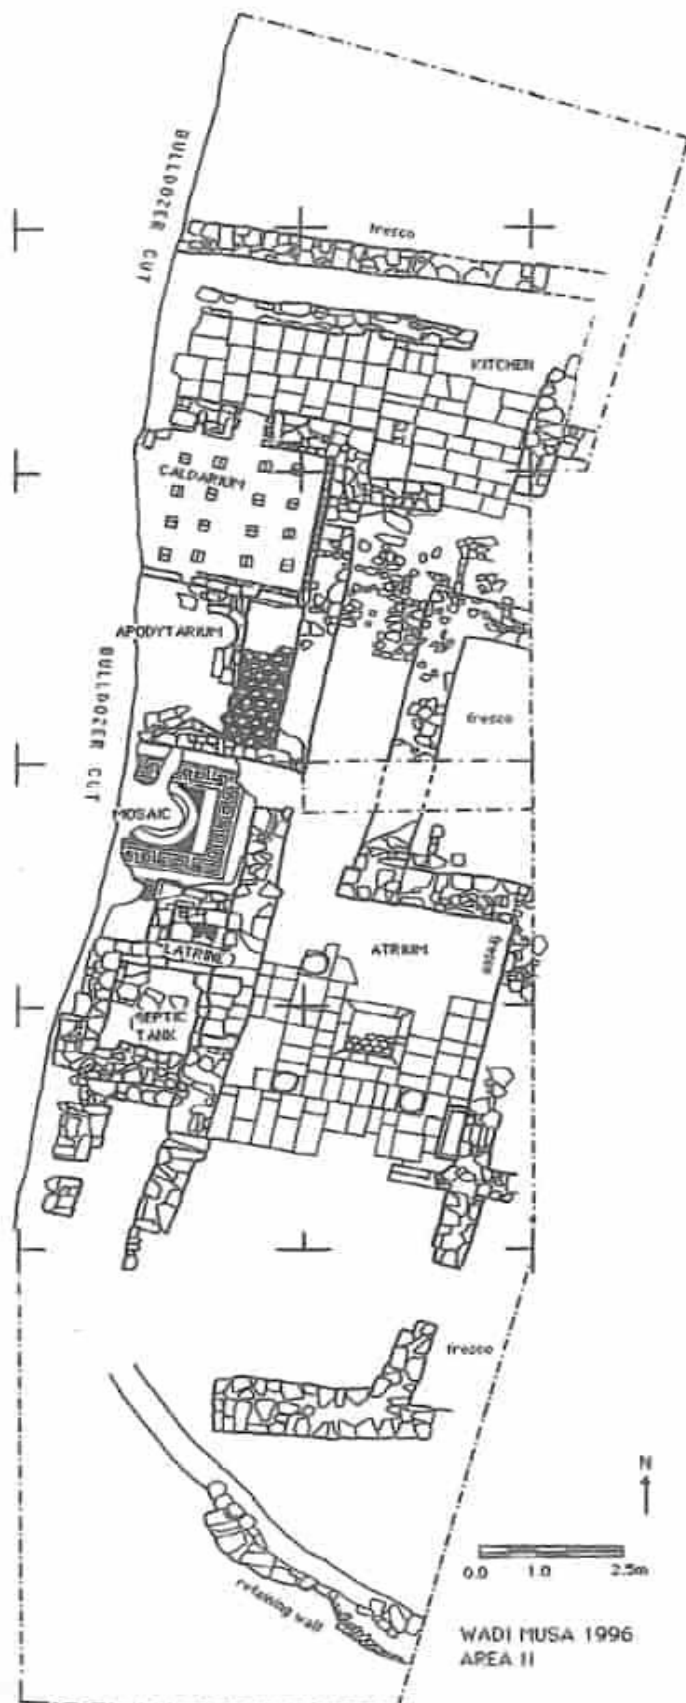 BULLDOZER CUT
fresco
KITCHEN
CALDARIUM
APODYTARIUM
BULLDOZER CUT
fresco
MOSAIC
LATRINE
ATRIUM
fresco
SEPTIC
TANK
fresco
N
0.0 1.0 2.5m
retaining wall
WADI MUSA 1996
AREA II